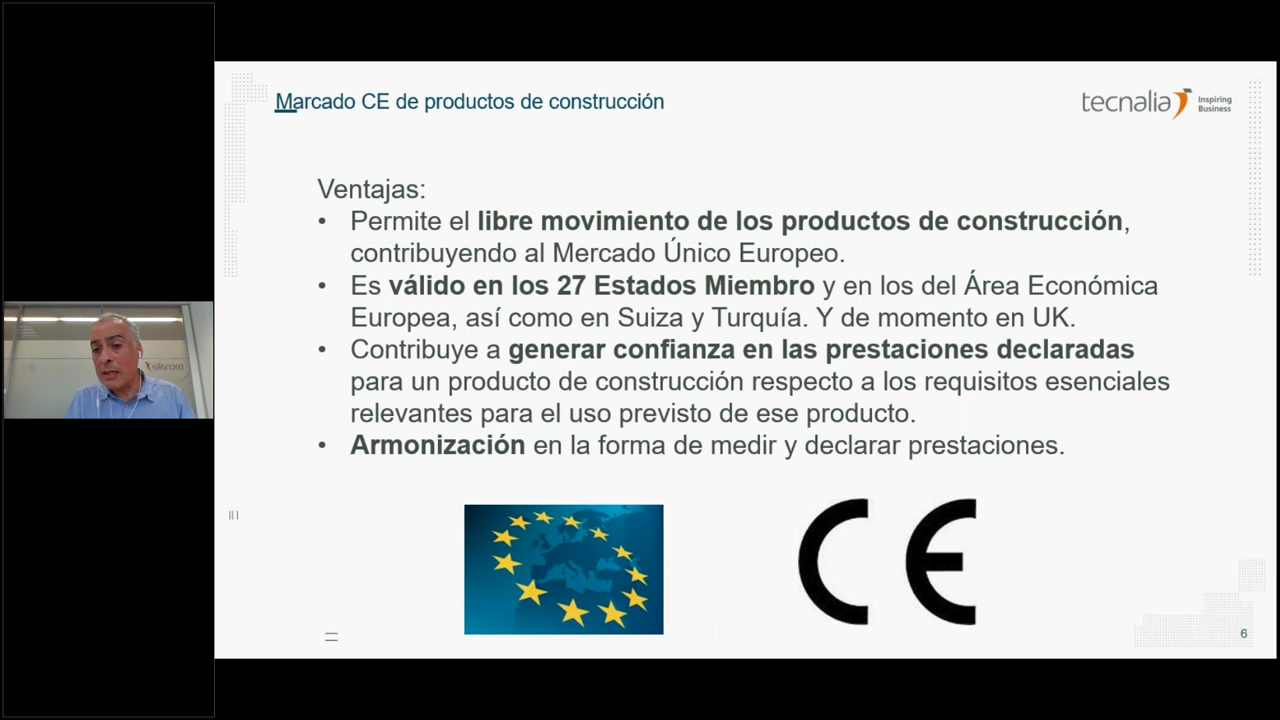 Marcado CE de productos de construcción
tecnalia Inspiring
Business
Ventajas:
• Permite el libre movimiento de los productos de construcción,
contribuyendo al Mercado Único Europeo.
• Es válido en los 27 Estados Miembro y en los del Área Económica
Europea, así como en Suiza y Turquía. Y de momento en UK.
• Contribuye a generar confianza en las prestaciones declaradas
para un producto de construcción respecto a los requisitos esenciales
relevantes para el uso previsto de ese producto.
• Armonización en la forma de medir y declarar prestaciones.
tecnalia
CE
6